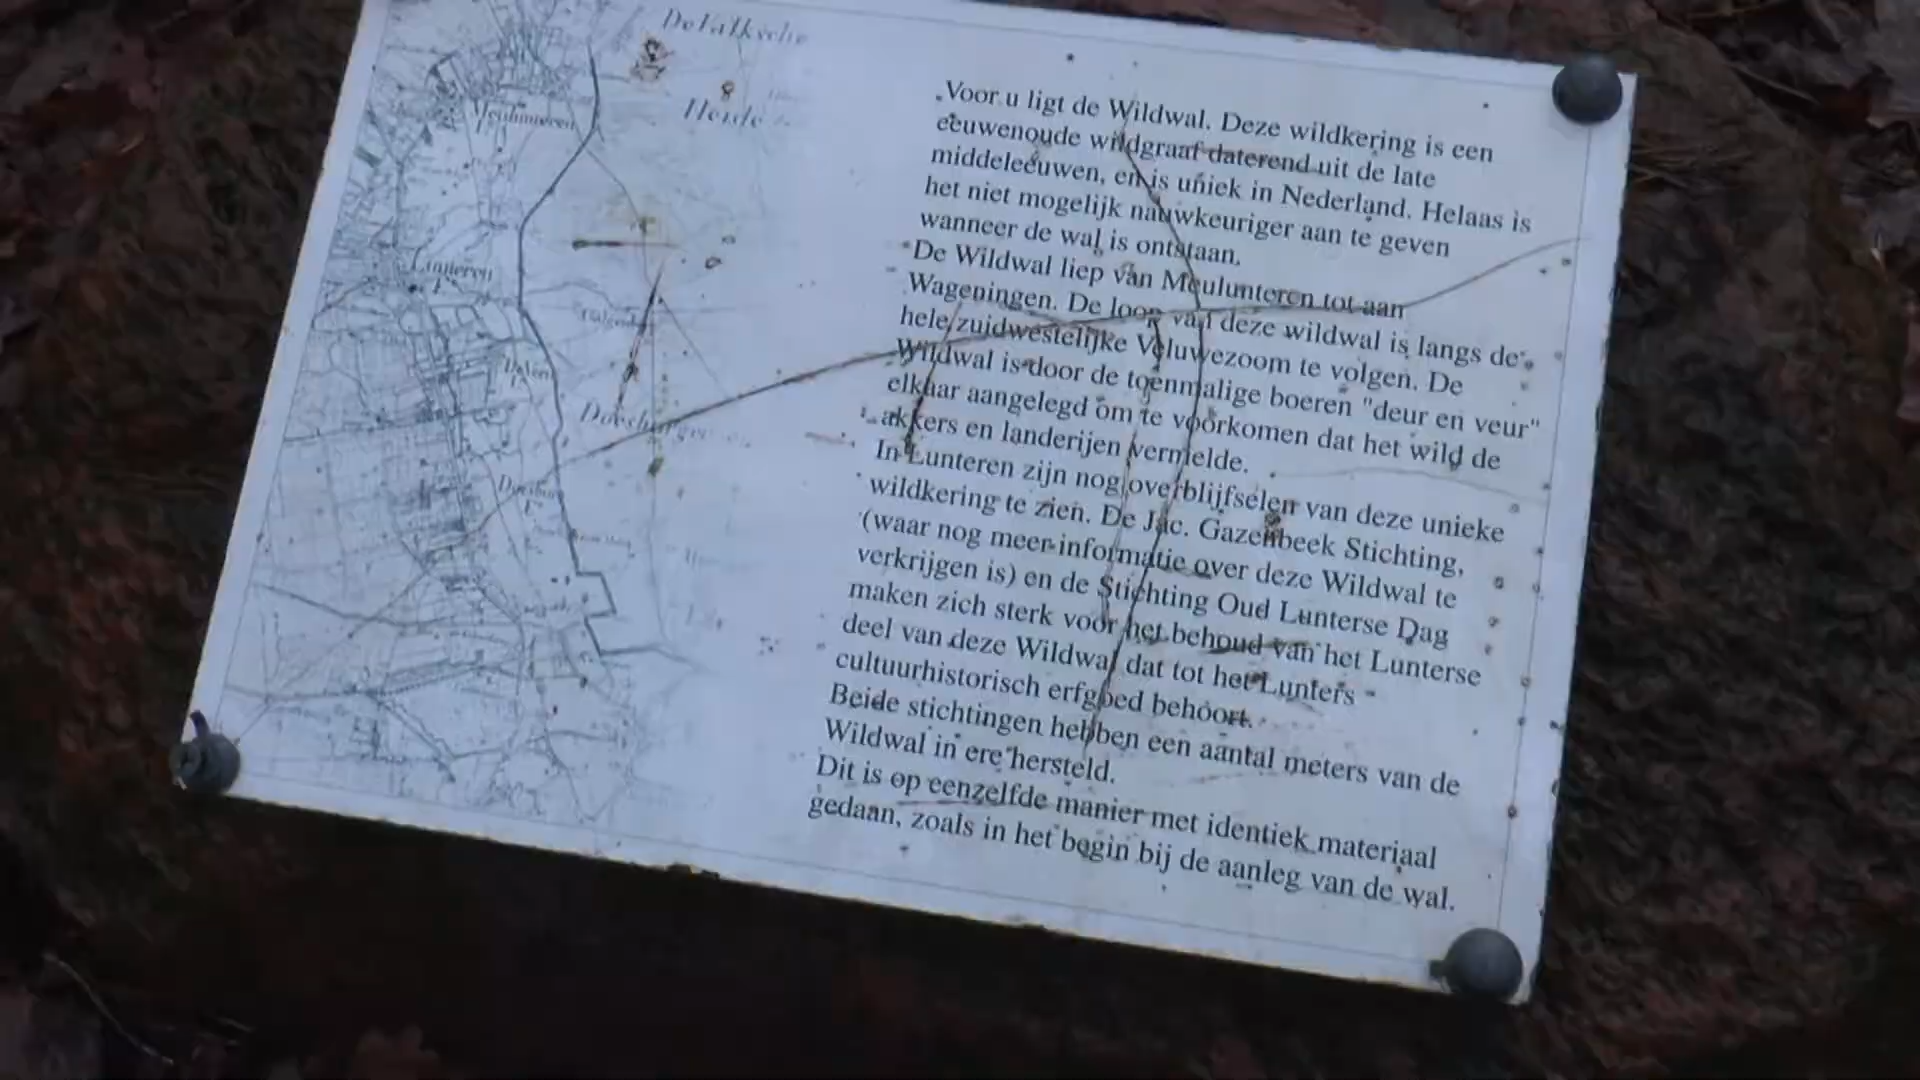 De Valksche
Heide
Meulunteren
Lunteren
Voor u ligt de Wildwal. Deze wildkering is een
eeuwenoude wildgraaf daterend uit de late
middeleeuwen, en is uniek in Nederland. Helaas is
het niet mogelijk nauwkeuriger aan te geven
wanneer de wal is ontstaan.
De Wildwal liep van Meulunteren tot aan
Wageningen. De loop van deze wildwal is langs de
hele zuidwestelijke Veluwezoom te volgen. De
Wildwal is door de toenmalige boeren "deur en veur"
elkaar aangelegd om te voorkomen dat het wild de
akkers en landerijen vernielde.
In Lunteren zijn nog overblijfselen van deze unieke
wildkering te zien. De Jac. Gazenbeek Stichting,
(waar nog meer informatie over deze Wildwal te
verkrijgen is) en de Stichting Oud Lunterse Dag
maken zich sterk voor het behoud van het Lunterse
deel van deze Wildwal dat tot het Lunters
cultuurhistorisch erfgoed behoort.
Beide stichtingen hebben een aantal meters van de
Wildwal in ere hersteld.
Dit is op eenzelfde manier met identiek materiaal
gedaan, zoals in het begin bij de aanleg van de wal.